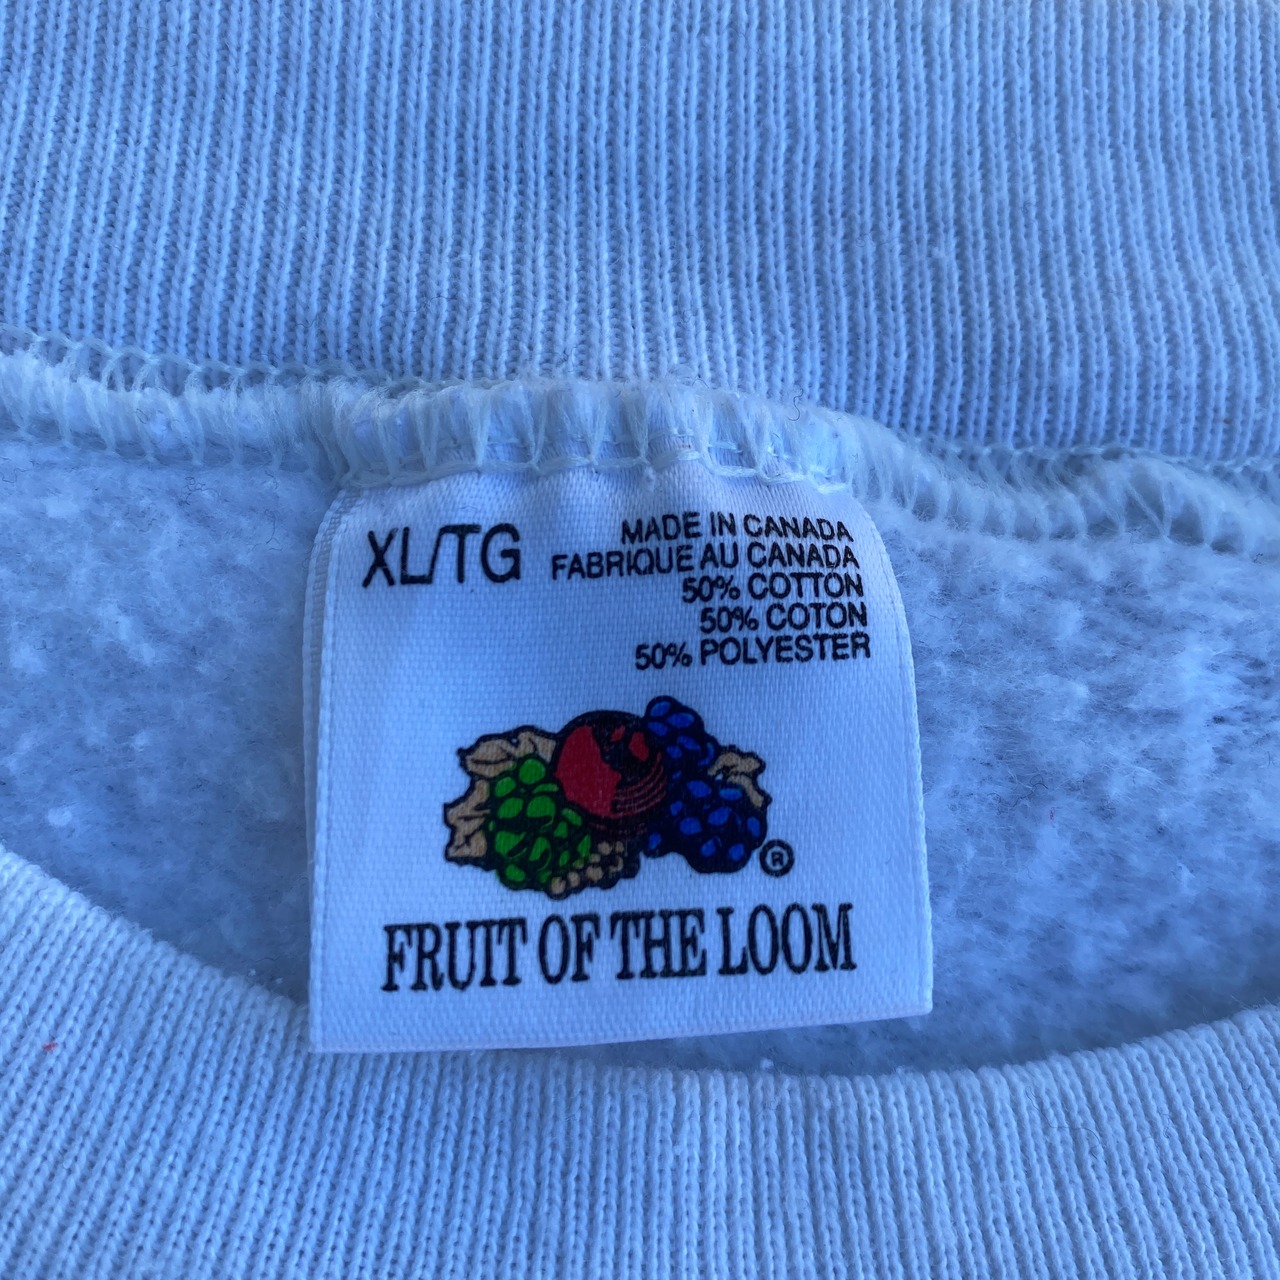 XL/TG
MADE IN CANADA
FABRIQUE AU CANADA
50% COTTON
50% COTON
50% POLYESTER
®
FRUIT OF THE LOOM